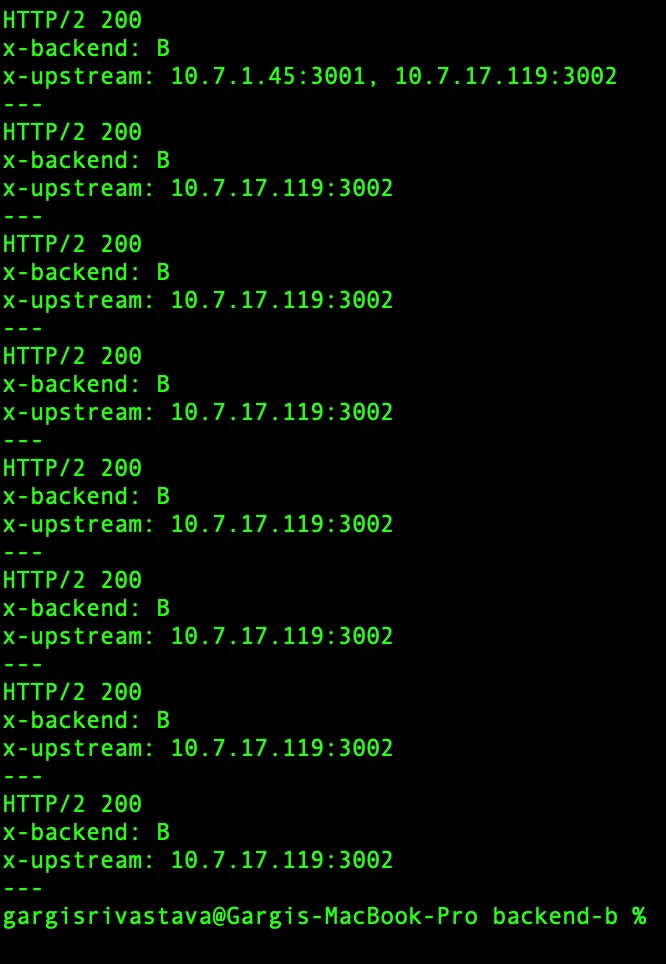 HTTP/2 200
x-backend: B
x-upstream: 10.7.1.45:3001, 10.7.17.119:3002
---
HTTP/2 200
x-backend: B
x-upstream: 10.7.17.119:3002
---
HTTP/2 200
x-backend: B
x-upstream: 10.7.17.119:3002
---
HTTP/2 200
x-backend: B
x-upstream: 10.7.17.119:3002
---
HTTP/2 200
x-backend: B
x-upstream: 10.7.17.119:3002
---
HTTP/2 200
x-backend: B
x-upstream: 10.7.17.119:3002
---
HTTP/2 200
x-backend: B
x-upstream: 10.7.17.119:3002
---
HTTP/2 200
x-backend: B
x-upstream: 10.7.17.119:3002
---
gargisrivastava@Gargis-MacBook-Pro backend-b %